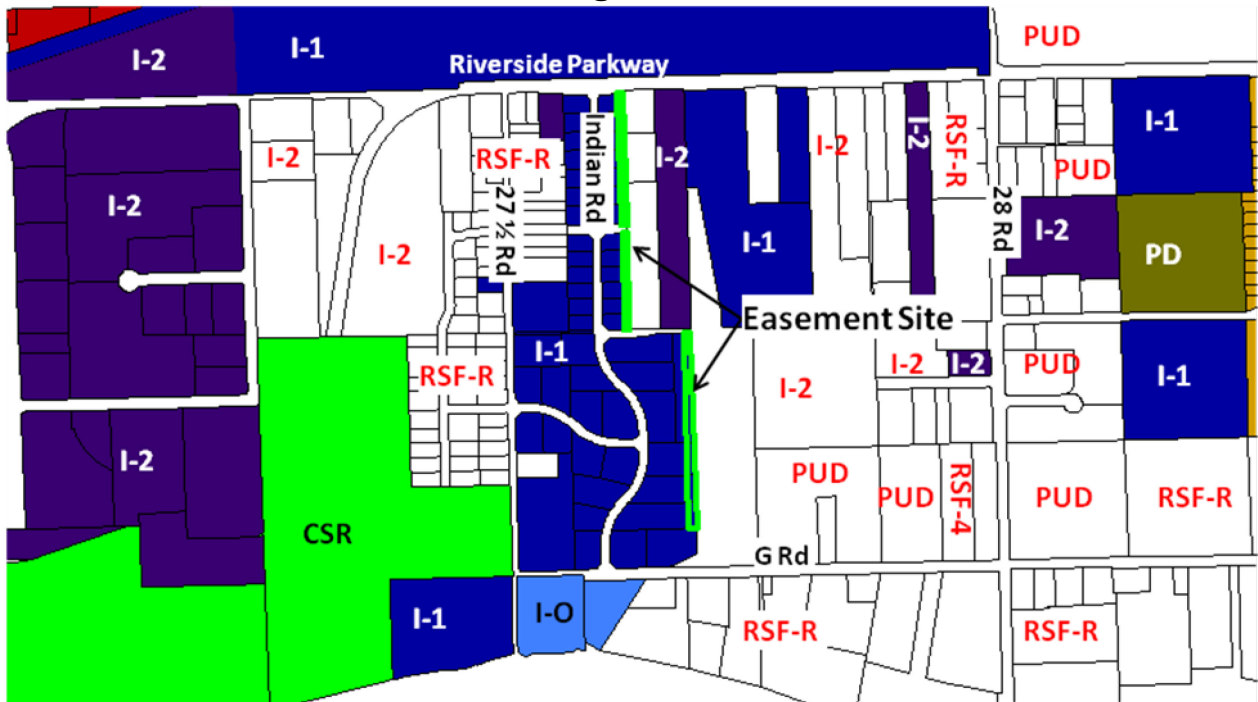 PUD
I-2
I-1
Riverside Parkway
I-1
I-2
RSF-R
Indian Rd
I-2
I-2
I-2
RSF-R
PUD
I-2
27 ½ Rd
28 Rd
I-2
I-2
I-1
PD
Easement Site
I-1
RSF-R
I-2
I-2
I-2
PUD
I-1
I-2
PUD
PUD
RSF-4
PUD
RSF-R
CSR
G Rd
I-1
I-O
RSF-R
RSF-R